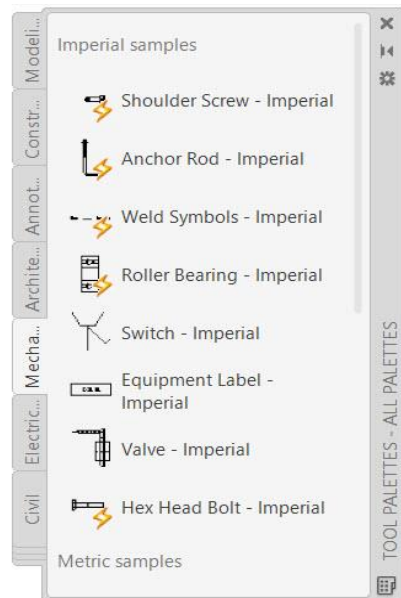 Imperial samples
Shoulder Screw - Imperial
Anchor Rod - Imperial
Weld Symbols - Imperial
Roller Bearing - Imperial
Switch - Imperial
Equipment Label -
Imperial
Valve - Imperial
Hex Head Bolt - Imperial
Metric samples
Modeli...
Constr...
Annot...
Archite...
Mecha...
Electric...
Civil
TOOL PALETTES - ALL PALETTES